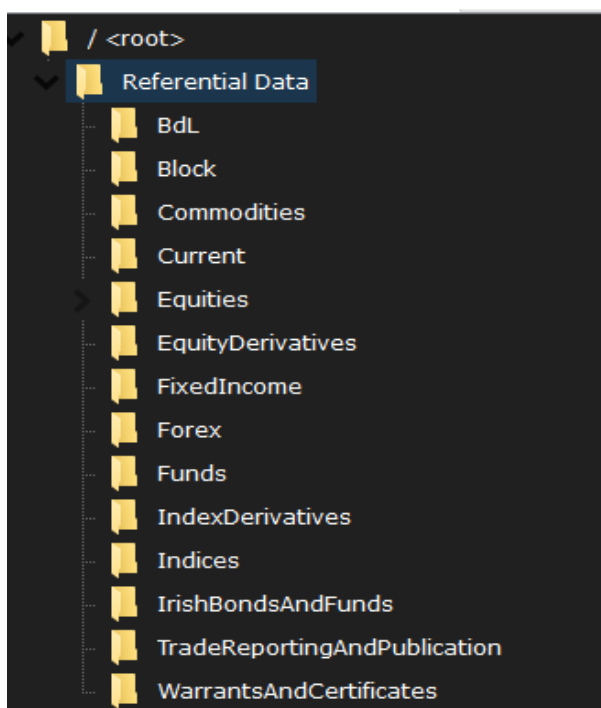 / <root>
Referential Data
BdL
Block
Commodities
Current
Equities
EquityDerivatives
FixedIncome
Forex
Funds
IndexDerivatives
Indices
IrishBondsAndFunds
TradeReportingAndPublication
WarrantsAndCertificates